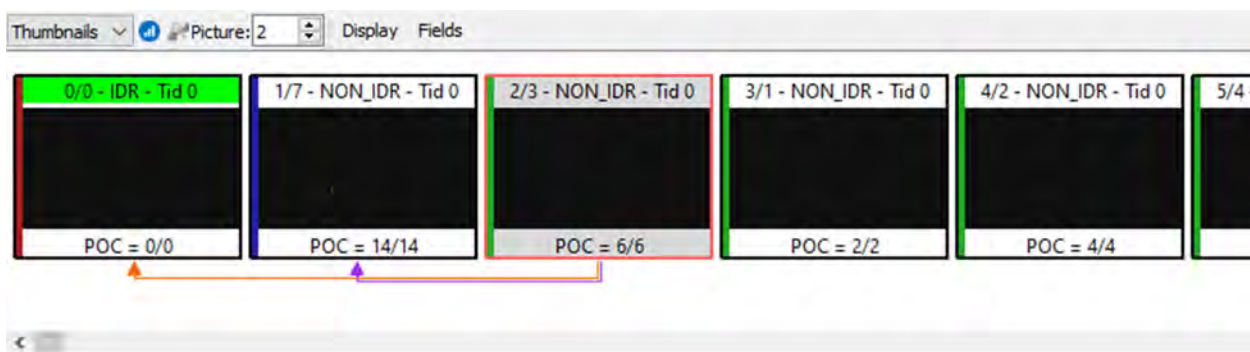 Thumbnails Picture: 2 Display Fields
0/0 - IDR - Tid 0 1/7 - NON_IDR - Tid 0 2/3 - NON_IDR - Tid 0 3/1 - NON_IDR - Tid 0 4/2 - NON_IDR - Tid 0 5/4 -
POC = 0/0 POC = 14/14 POC = 6/6 POC = 2/2 POC = 4/4